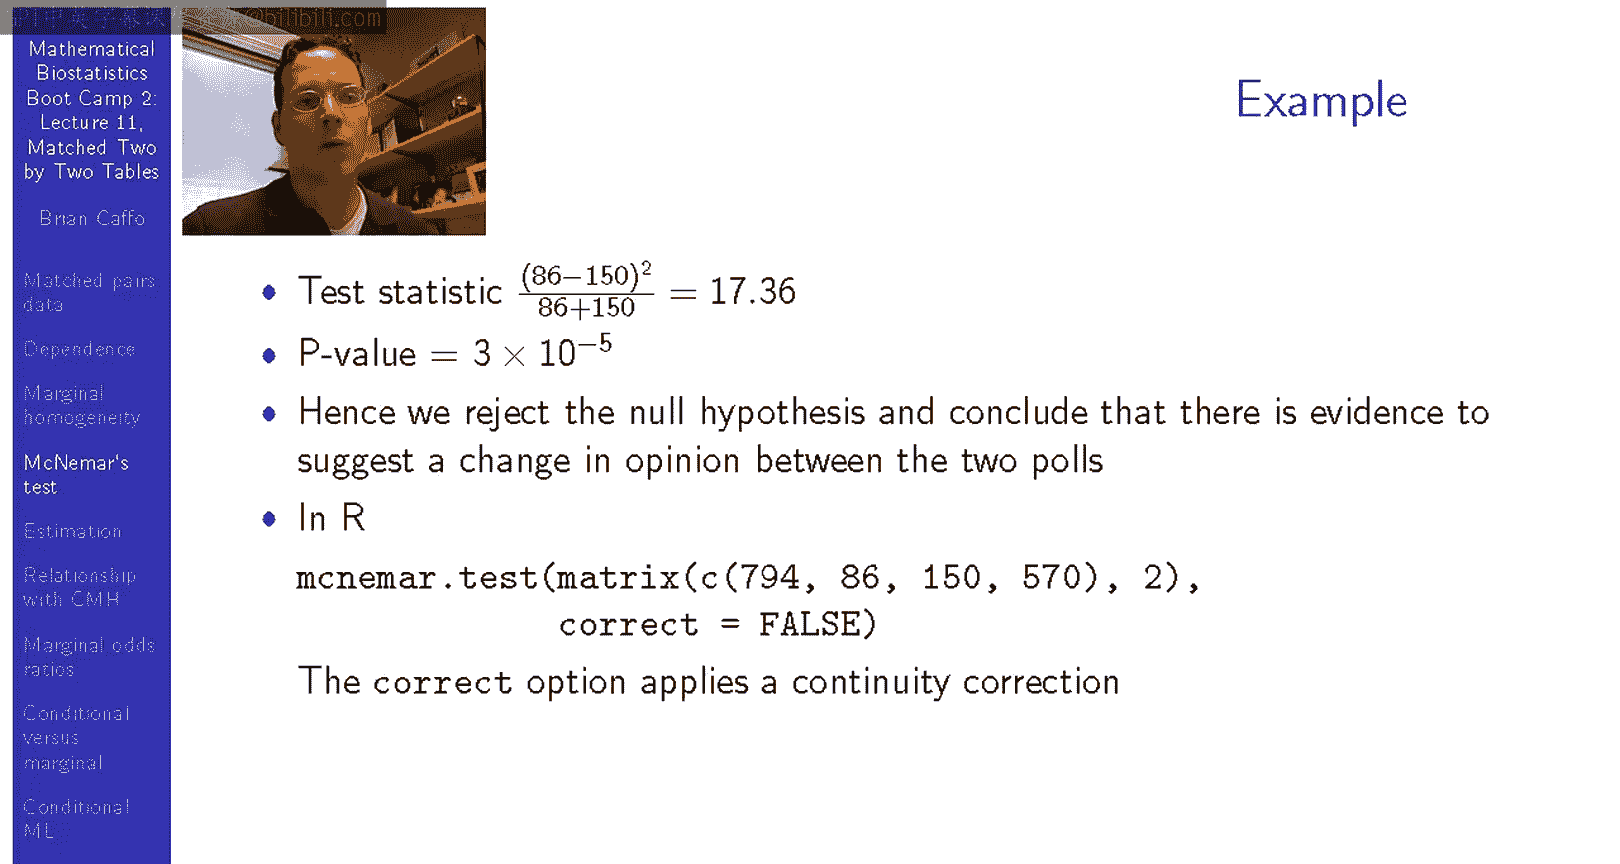 @bilibili.com
Mathematical
Biostatistics
Boot Camp 2:
Lecture 11,
Matched Two
by Two Tables
Brian Caffo
Matched pairs
data
Dependence
Marginal
homogeneity
McNemar's
test
Estimation
Relationship
with CMH
Marginal odds
ratios
Conditional
versus
marginal
Conditional
ML
Example
• Test statistic (86−150)²/(86+150) = 17.36
• P-value = 3 × 10⁻⁵
• Hence we reject the null hypothesis and conclude that there is evidence to
suggest a change in opinion between the two polls
• In R
mcnemar.test(matrix(c(794, 86, 150, 570), 2),
correct = FALSE)
The correct option applies a continuity correction